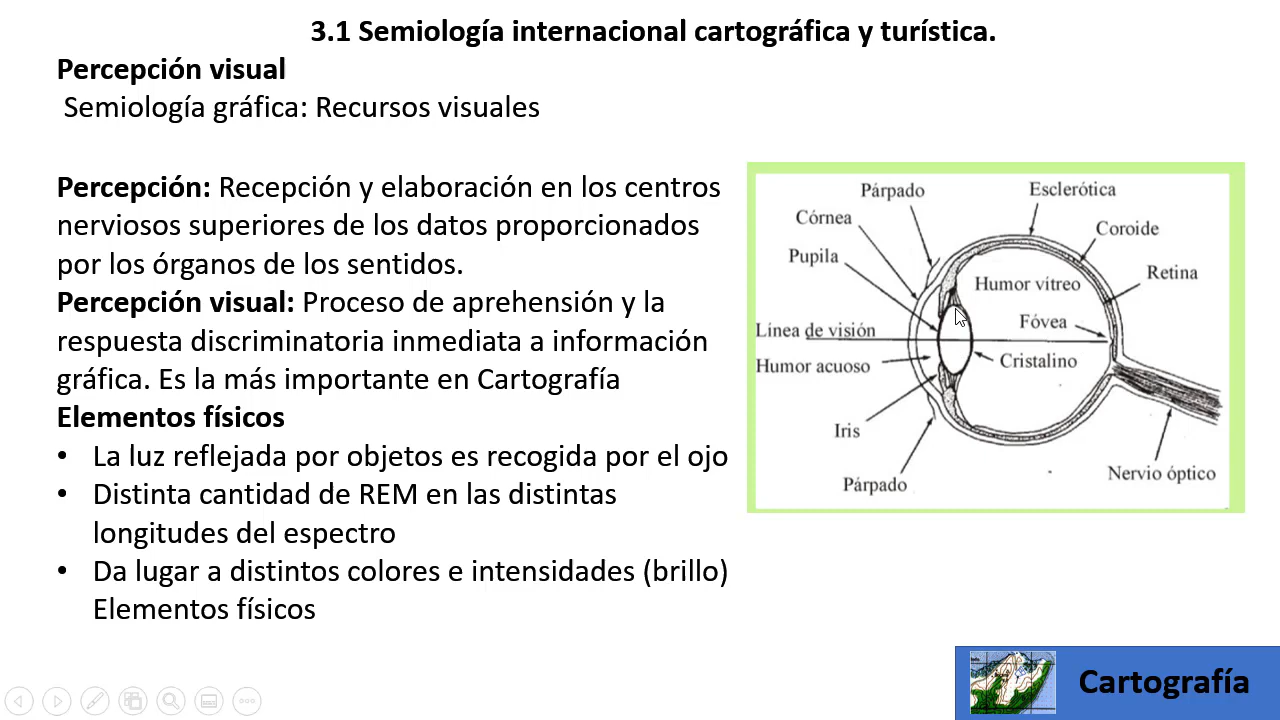 3.1 Semiología internacional cartográfica y turística.
Percepción visual
Semiología gráfica: Recursos visuales
Percepción: Recepción y elaboración en los centros
nerviosos superiores de los datos proporcionados
por los órganos de los sentidos.
Percepción visual: Proceso de aprehensión y la
respuesta discriminatoria inmediata a información
gráfica. Es la más importante en Cartografía
Elementos físicos
• La luz reflejada por objetos es recogida por el ojo
• Distinta cantidad de REM en las distintas
longitudes del espectro
• Da lugar a distintos colores e intensidades (brillo)
Elementos físicos
Párpado
Esclerótica
Córnea
Coroide
Pupila
Retina
Humor vítreo
Fóvea
Línea de visión
Cristalino
Humor acuoso
Iris
Nervio óptico
Párpado
Cartografía